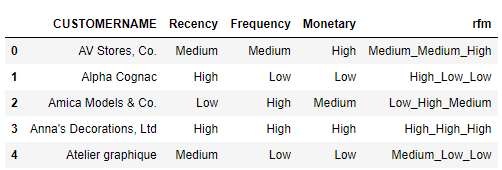 CUSTOMERNAME Recency Frequency Monetary rfm
0 AV Stores, Co. Medium Medium High Medium_Medium_High
1 Alpha Cognac High Low Low High_Low_Low
2 Amica Models & Co. Low High Medium Low_High_Medium
3 Anna's Decorations, Ltd High High High High_High_High
4 Atelier graphique Medium Low Low Medium_Low_Low